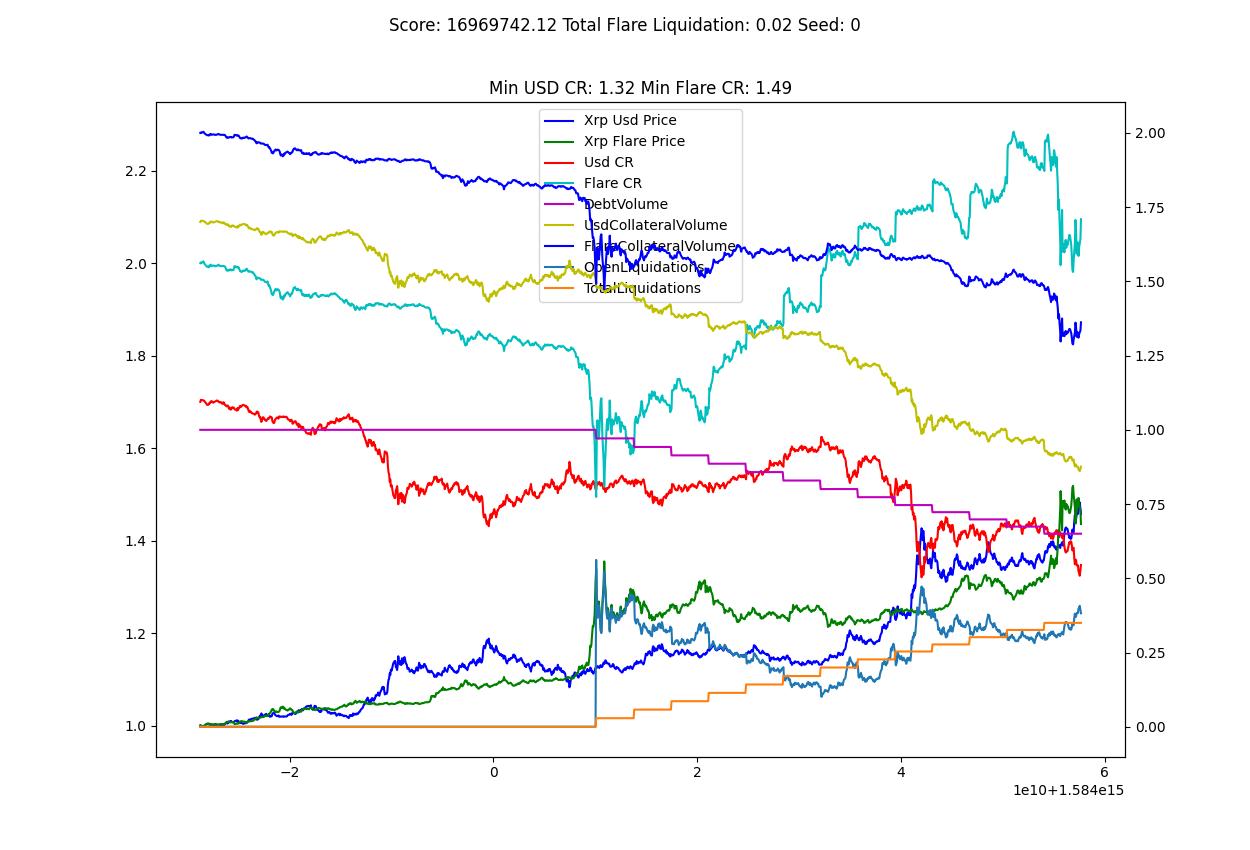 Score: 16969742.12 Total Flare Liquidation: 0.02 Seed: 0
Min USD CR: 1.32 Min Flare CR: 1.49
Xrp Usd Price
Xrp Flare Price
Usd CR
Flare CR
DebtVolume
UsdCollateralVolume
FlareCollateralVolume
OpenLiquidations
TotalLiquidations
2.2
2.0
1.8
1.6
1.4
1.2
1.0
2.00
1.75
1.50
1.25
1.00
0.75
0.50
0.25
0.00
−2 0 2 4 6
1e10+1.584e15